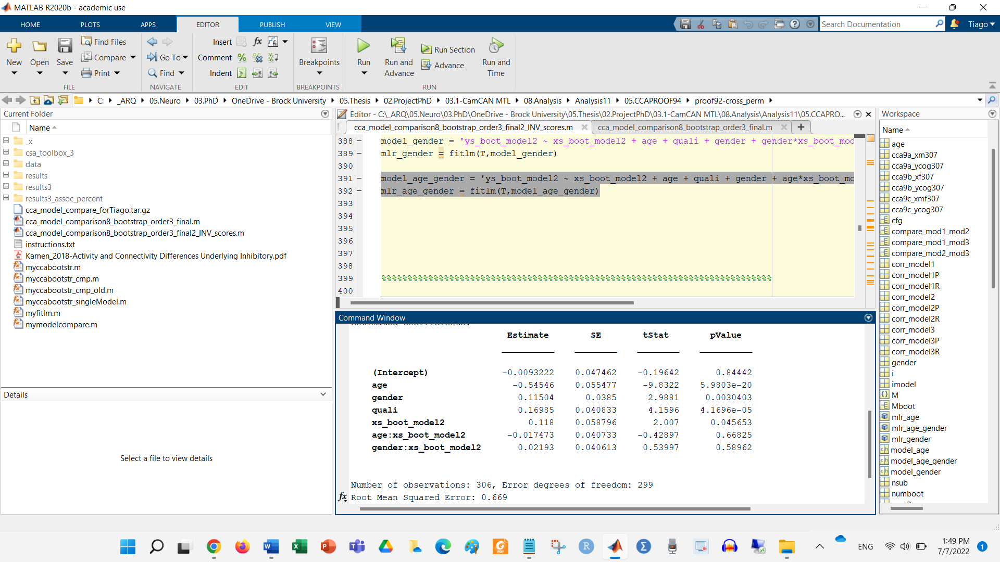 MATLAB R2020b - academic use
HOME PLOTS APPS EDITOR PUBLISH VIEW
Search Documentation
Tiago
New
Open
Save
Find Files
Compare
Print
FILE
Go To
Find
NAVIGATE
Insert
Comment
Indent
EDIT
Breakpoints
BREAKPOINTS
Run
Run and Advance
Run Section
Advance
Run and Time
RUN
C: _ARQ 05.Neuro 03.PhD OneDrive - Brock University 05.Thesis 02.ProjectPhD 03.1-CamCAN MTL 08.Analysis Analysis11 05.CCAPROOF94 proof92-cross_perm
Current Folder
Name
_x
csa_toolbox_3
data
results
results3
results3_assoc_percent
cca_model_compare_forTiago.tar.gz
cca_model_comparison8_bootstrap_order3_final.m
cca_model_comparison8_bootstrap_order3_final2_INV_scores.m
instructions.txt
Kamen_2018-Activity and Connectivity Differences Underlying Inhibitory.pdf
myccabootstr.m
myccabootstr_cmp.m
myccabootstr_cmp_old.m
myccabootstr_singleModel.m
myfitlm.m
mymodelcompare.m
Details
Select a file to view details
Editor - C:\_ARQ\05.Neuro\03.PhD\OneDrive - Brock University\05.Thesis\02.ProjectPhD\03.1-CamCAN MTL\08.Analysis\Analysis11\05.CCAPRO...
cca_model_comparison8_bootstrap_order3_final2_INV_scores.m
cca_model_comparison8_bootstrap_order3_final.m
388 – model_gender = 'ys_boot_model2 ~ xs_boot_model2 + age + quali + gender + gender*xs_boot_mod
389 – mlr_gender = fitlm(T,model_gender)
390
391 – model_age_gender = 'ys_boot_model2 ~ xs_boot_model2 + age + quali + gender + age*xs_boot_mo
392 – mlr_age_gender = fitlm(T,model_age_gender)
393
394
395
396
397
398
399 %%%%%%%%%%%%%%%%%%%%%%%%%%%%%%%%%%%%%%%%%%%%%%%%%%%%%%%%%%%%%%%%%%%%%%%%%%%
400
Command Window
Estimated Coefficients:
Estimate SE tStat pValue
(Intercept) -0.0093222 0.047462 -0.19642 0.84442
age -0.54546 0.055477 -9.8322 5.9803e-20
gender 0.11504 0.0385 2.9881 0.0030403
quali 0.16985 0.040833 4.1596 4.1696e-05
xs_boot_model2 0.118 0.058796 2.007 0.045653
age:xs_boot_model2 -0.017473 0.040733 -0.42897 0.66825
gender:xs_boot_model2 0.02193 0.040613 0.53997 0.58962
Number of observations: 306, Error degrees of freedom: 299
fx Root Mean Squared Error: 0.669
Workspace
Name
age
cca9a_xm307
cca9a_ycog307
cca9b_xf307
cca9b_ycog307
cca9c_xmf307
cca9c_ycog307
cfg
compare_mod1_mod2
compare_mod1_mod3
compare_mod2_mod3
corr_model1
corr_model1P
corr_model1R
corr_model2
corr_model2P
corr_model2R
corr_model3
corr_model3P
corr_model3R
gender
i
imodel
M
Mboot
mlr_age
mlr_age_gender
mlr_gender
model_age
model_age_gender
model_gender
nsub
numboot
ENG
1:49 PM
7/7/2022
1